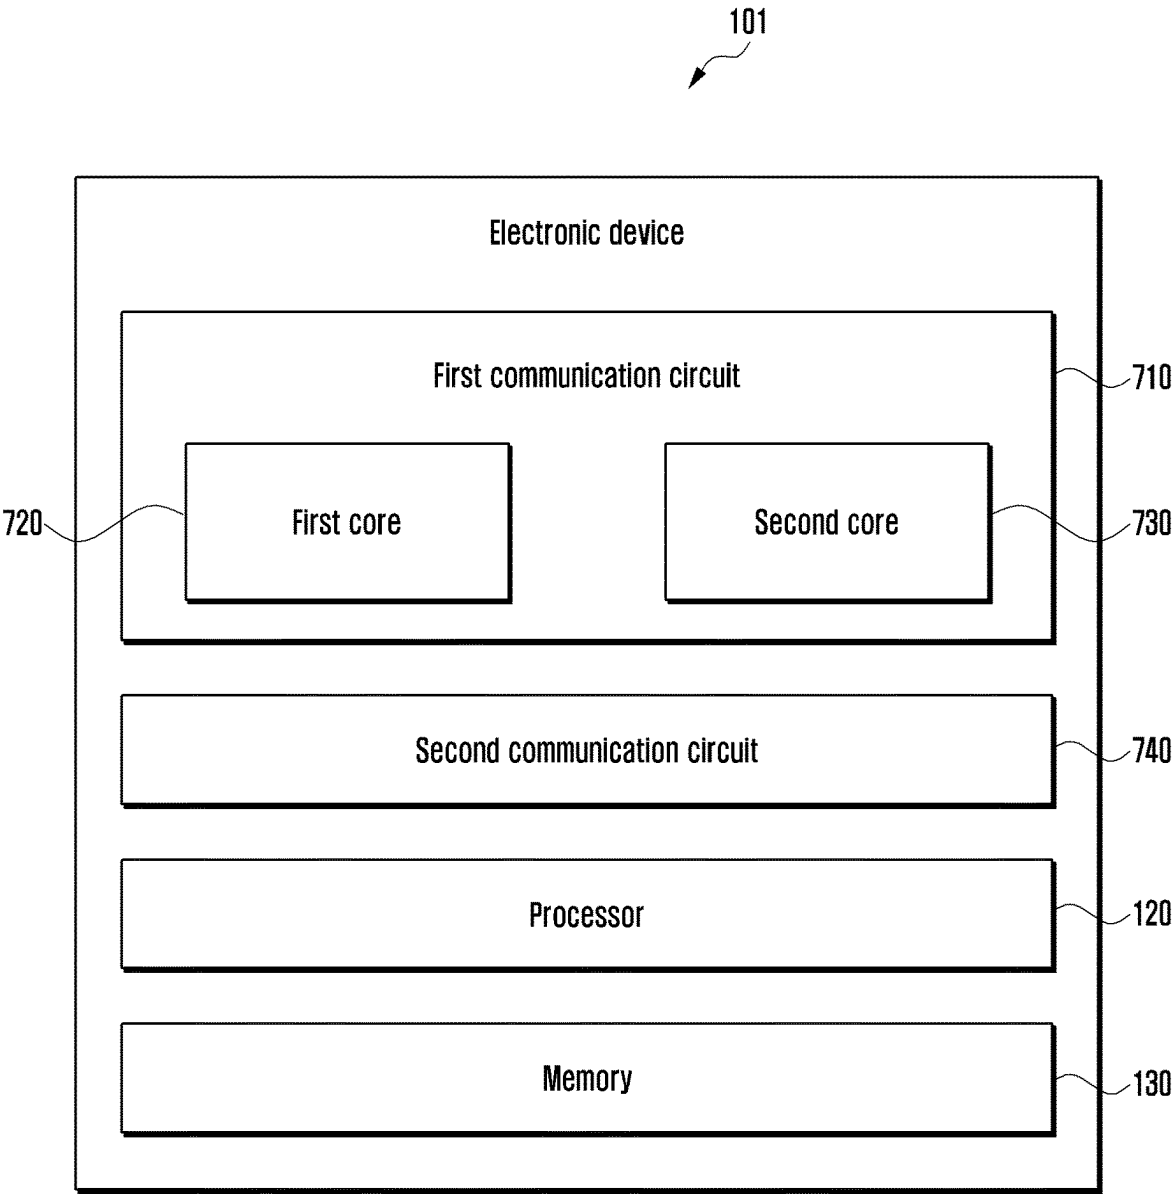 101
Electronic device
First communication circuit
710
720
First core
Second core
730
Second communication circuit
740
Processor
120
Memory
130